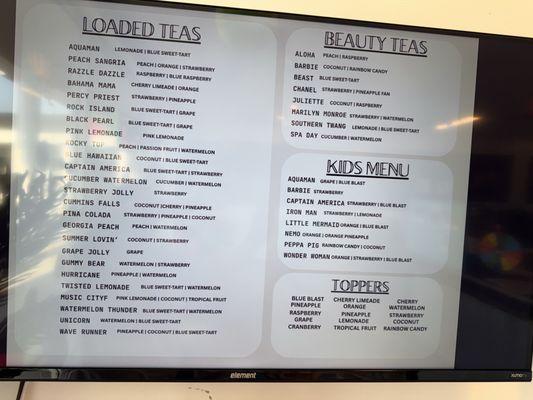 LOADED TEAS
AQUAMAN LEMONADE | BLUE SWEET-TART
PEACH SANGRIA PEACH | ORANGE | STRAWBERRY
RAZZLE DAZZLE RASPBERRY | BLUE RASPBERRY
BAHAMA MAMA CHERRY LIMEADE | ORANGE
PERCY PRIEST STRAWBERRY | PINEAPPLE
ROCK ISLAND BLUE SWEET-TART | GRAPE
BLACK PEARL BLUE SWEET-TART | GRAPE
PINK LEMONADE PINK LEMONADE
ROCKY TOP PEACH | PASSION FRUIT | WATERMELON
BLUE HAWAIIAN COCONUT | BLUE SWEET-TART
CAPTAIN AMERICA BLUE SWEET-TART | STRAWBERRY
CUCUMBER WATERMELON CUCUMBER | WATERMELON
STRAWBERRY JOLLY STRAWBERRY
CUMMINS FALLS COCONUT |CHERRY | PINEAPPLE
PINA COLADA STRAWBERRY | PINEAPPLE | COCONUT
GEORGIA PEACH PEACH | WATERMELON
SUMMER LOVIN' COCONUT | STRAWBERRY
GRAPE JOLLY GRAPE
GUMMY BEAR WATERMELON | STRAWBERRY
HURRICANE PINEAPPLE | WATERMELON
TWISTED LEMONADE BLUE SWEET-TART | WATERMELON
MUSIC CITYF PINK LEMONADE | COCONUT | TROPICAL FRUIT
WATERMELON THUNDER BLUE SWEET-TART | WATERMELON
UNICORN WATERMELON | BLUE SWEET-TART
WAVE RUNNER PINEAPPLE | COCONUT | BLUE SWEET-TART
BEAUTY TEAS
ALOHA PEACH | RASPBERRY
BARBIE COCONUT | RAINBOW CANDY
BEAST BLUE SWEET-TART
CHANEL STRAWBERRY | PINEAPPLE FAN
JULIETTE COCONUT | RASPBERRY
MARILYN MONROE STRAWBERRY | WATERMELON
SOUTHERN TWANG LEMONADE | BLUE SWEET-TART
SPA DAY CUCUMBER | WATERMELON
KIDS MENU
AQUAMAN GRAPE | BLUE BLAST
BARBIE STRAWBERRY
CAPTAIN AMERICA STRAWBERRY | BLUE BLAST
IRON MAN STRAWBERRY | LEMONADE
LITTLE MERMAID ORANGE | BLUE BLAST
NEMO ORANGE | ORANGE PINEAPPLE
PEPPA PIG RAINBOW CANDY | COCONUT
WONDER WOMAN ORANGE | STRAWBERRY | BLUE BLAST
TOPPERS
BLUE BLAST CHERRY LIMEADE CHERRY
PINEAPPLE ORANGE WATERMELON
RASPBERRY PINEAPPLE STRAWBERRY
GRAPE LEMONADE COCONUT
CRANBERRY TROPICAL FRUIT RAINBOW CANDY
element
xumo